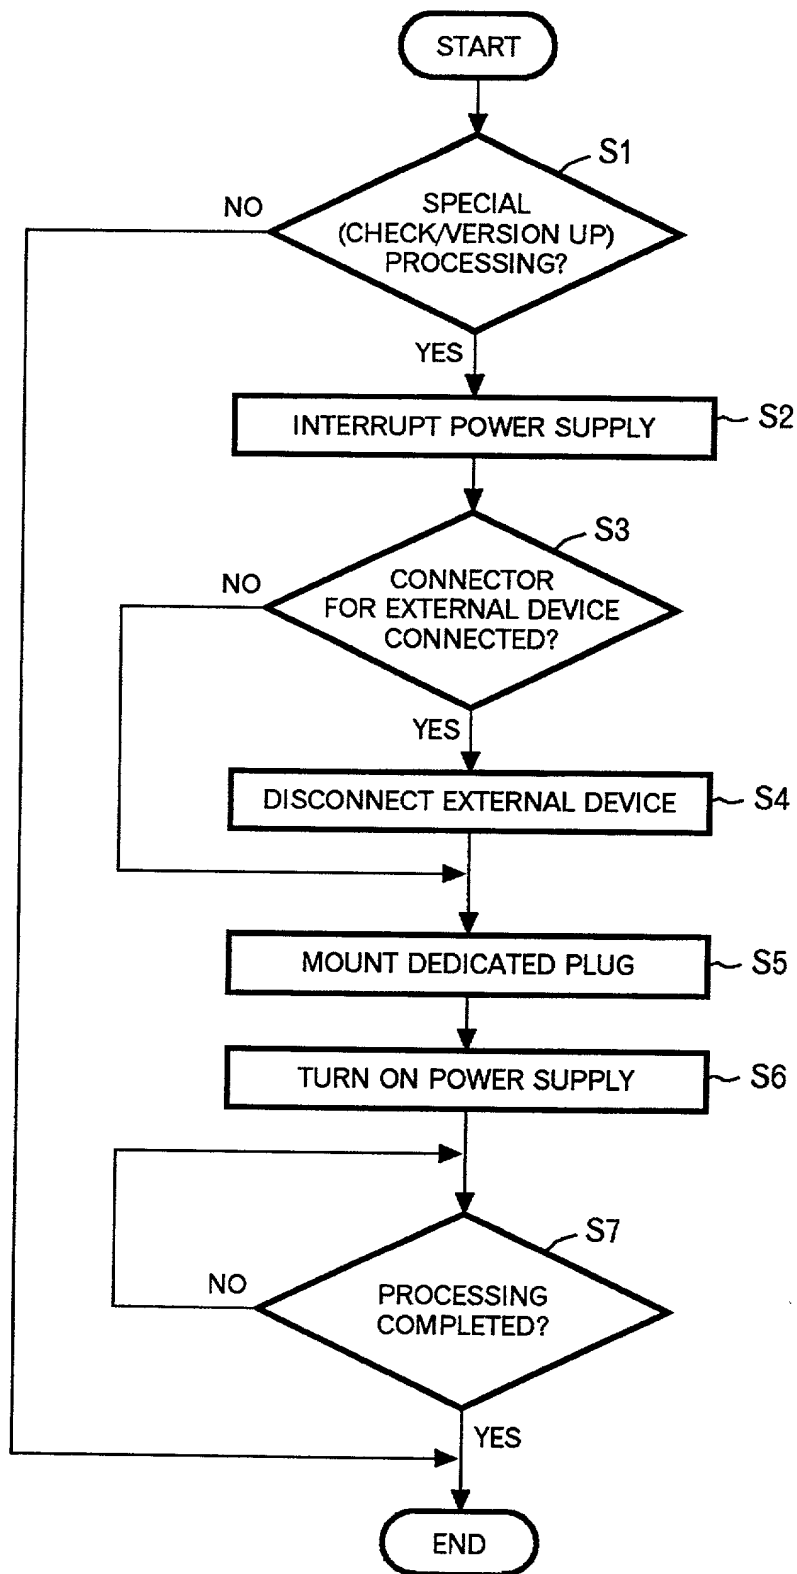 START
S1
NO
SPECIAL
(CHECK/VERSION UP)
PROCESSING?
YES
INTERRUPT POWER SUPPLY
S2
S3
NO
CONNECTOR
FOR EXTERNAL DEVICE
CONNECTED?
YES
DISCONNECT EXTERNAL DEVICE
S4
MOUNT DEDICATED PLUG
S5
TURN ON POWER SUPPLY
S6
S7
NO
PROCESSING
COMPLETED?
YES
END